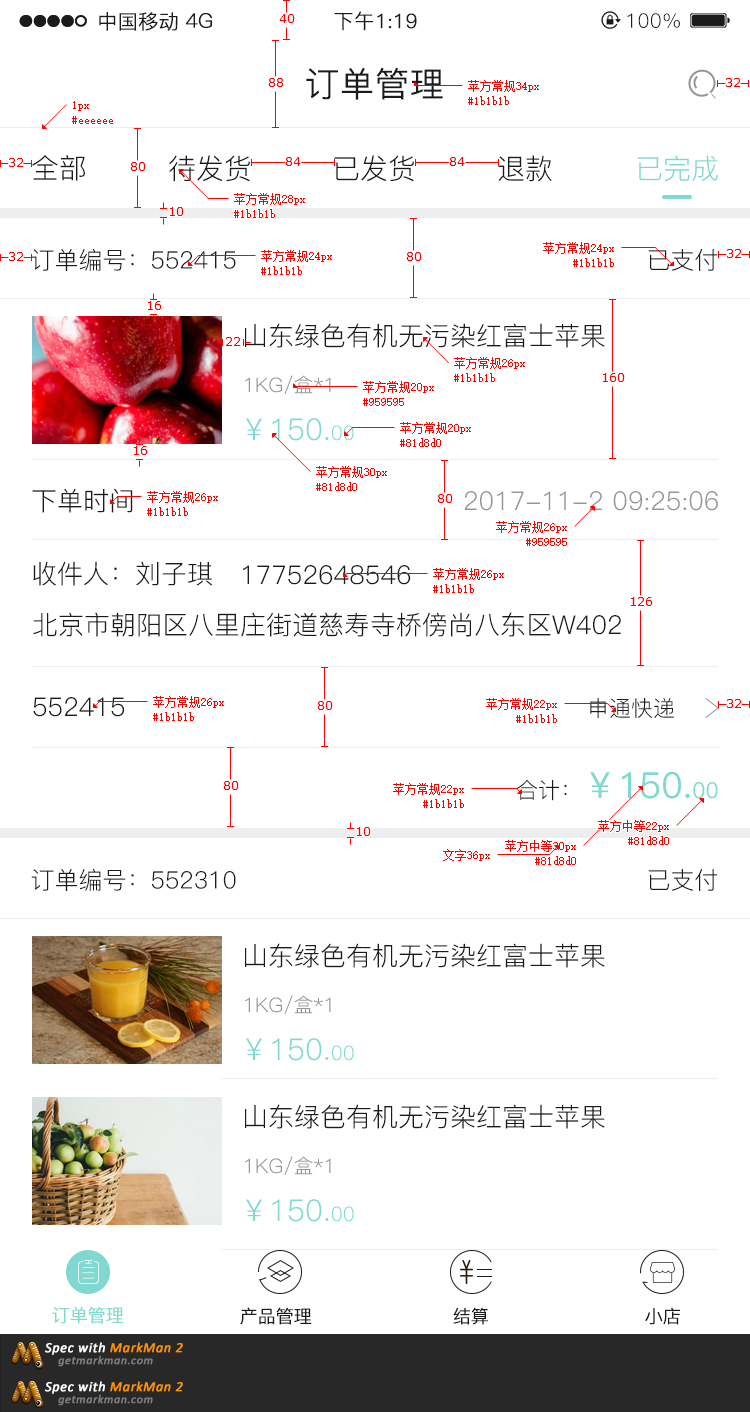 中国移动 4G 下午1:19 100%
40
88
订单管理
苹方常规34px
#1b1b1b
32
1px
#eeeeee
32 全部 80 待发货 84 已发货 84 退款 已完成
苹方常规28px
#1b1b1b
10
32 订单编号：552415 苹方常规24px
#1b1b1b
80
苹方常规24px
#1b1b1b
已支付 32
16
22 山东绿色有机无污染红富士苹果
苹方常规26px
#1b1b1b
160
1KG/盒*1
苹方常规20px
#959595
¥150.00
苹方常规20px
#81d8d0
16
苹方常规30px
#81d8d0
下单时间 苹方常规26px
#1b1b1b
80
2017-11-2 09:25:06
苹方常规26px
#959595
收件人：刘子琪 17752648546 苹方常规26px
#1b1b1b
126
北京市朝阳区八里庄街道慈寿寺桥傍尚八东区W402
552415 苹方常规26px
#1b1b1b
80
苹方常规22px
#1b1b1b
申通快递 32
80
苹方常规22px
#1b1b1b
合计： ¥150.00
苹方中等22px
#81d8d0
10
文字36px
苹方中等30px
#81d8d0
订单编号：552310 已支付
山东绿色有机无污染红富士苹果
1KG/盒*1
¥150.00
山东绿色有机无污染红富士苹果
1KG/盒*1
¥150.00
订单管理 产品管理 结算 小店
Spec with MarkMan 2
getmarkman.com
Spec with MarkMan 2
getmarkman.com